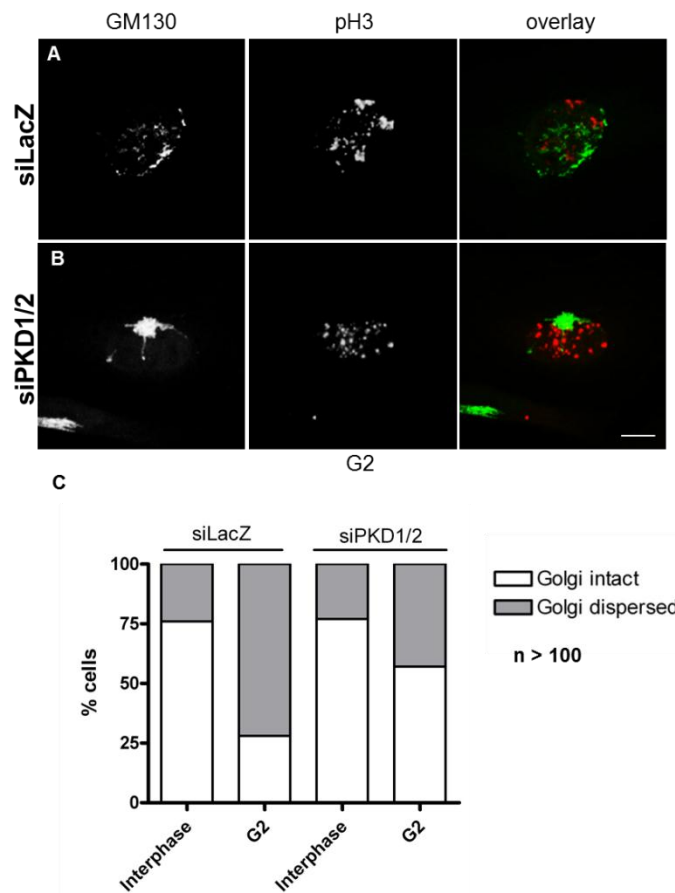 GM130 pH3 overlay
A
siLacZ
B
siPKD1/2
G2
C
siLacZ siPKD1/2
100
75
50
25
0
% cells
Interphase G2 Interphase G2
Golgi intact
Golgi dispersed
n > 100